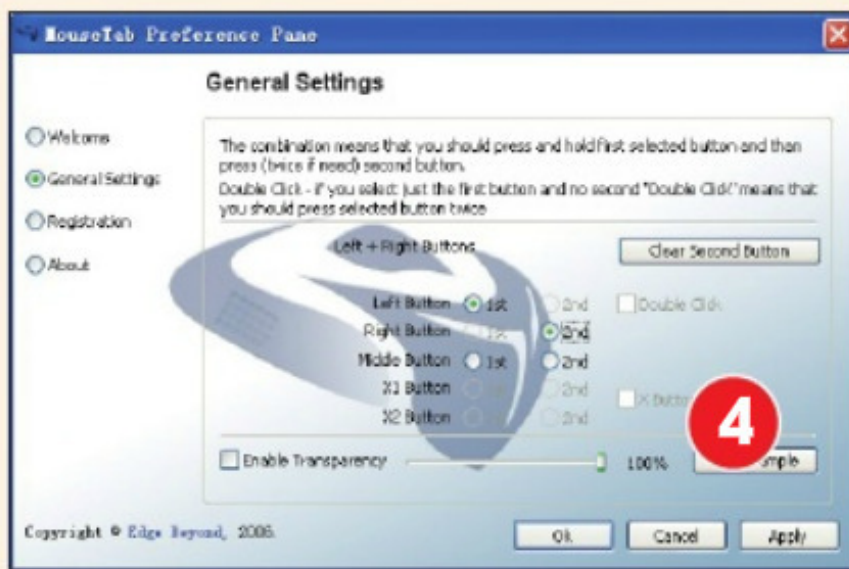 MouseTab Preference Pane
General Settings
Welcome
General Settings
Registration
About
The combination means that you should press and hold first selected button and then
press (twice if need) second button.
Double Click - if you select just the first button and no second "Double Click" means that
you should press selected button twice
Left + Right Buttons
Clear Second Button
Left Button 1st 2nd Double Click
Right Button 1st 2nd
Middle Button 1st 2nd
X1 Button 1st 2nd
X2 Button 1st 2nd
X Button
4
Enable Transparency 100%
Copyright © Edge Beyond, 2006.
Ok Cancel Apply